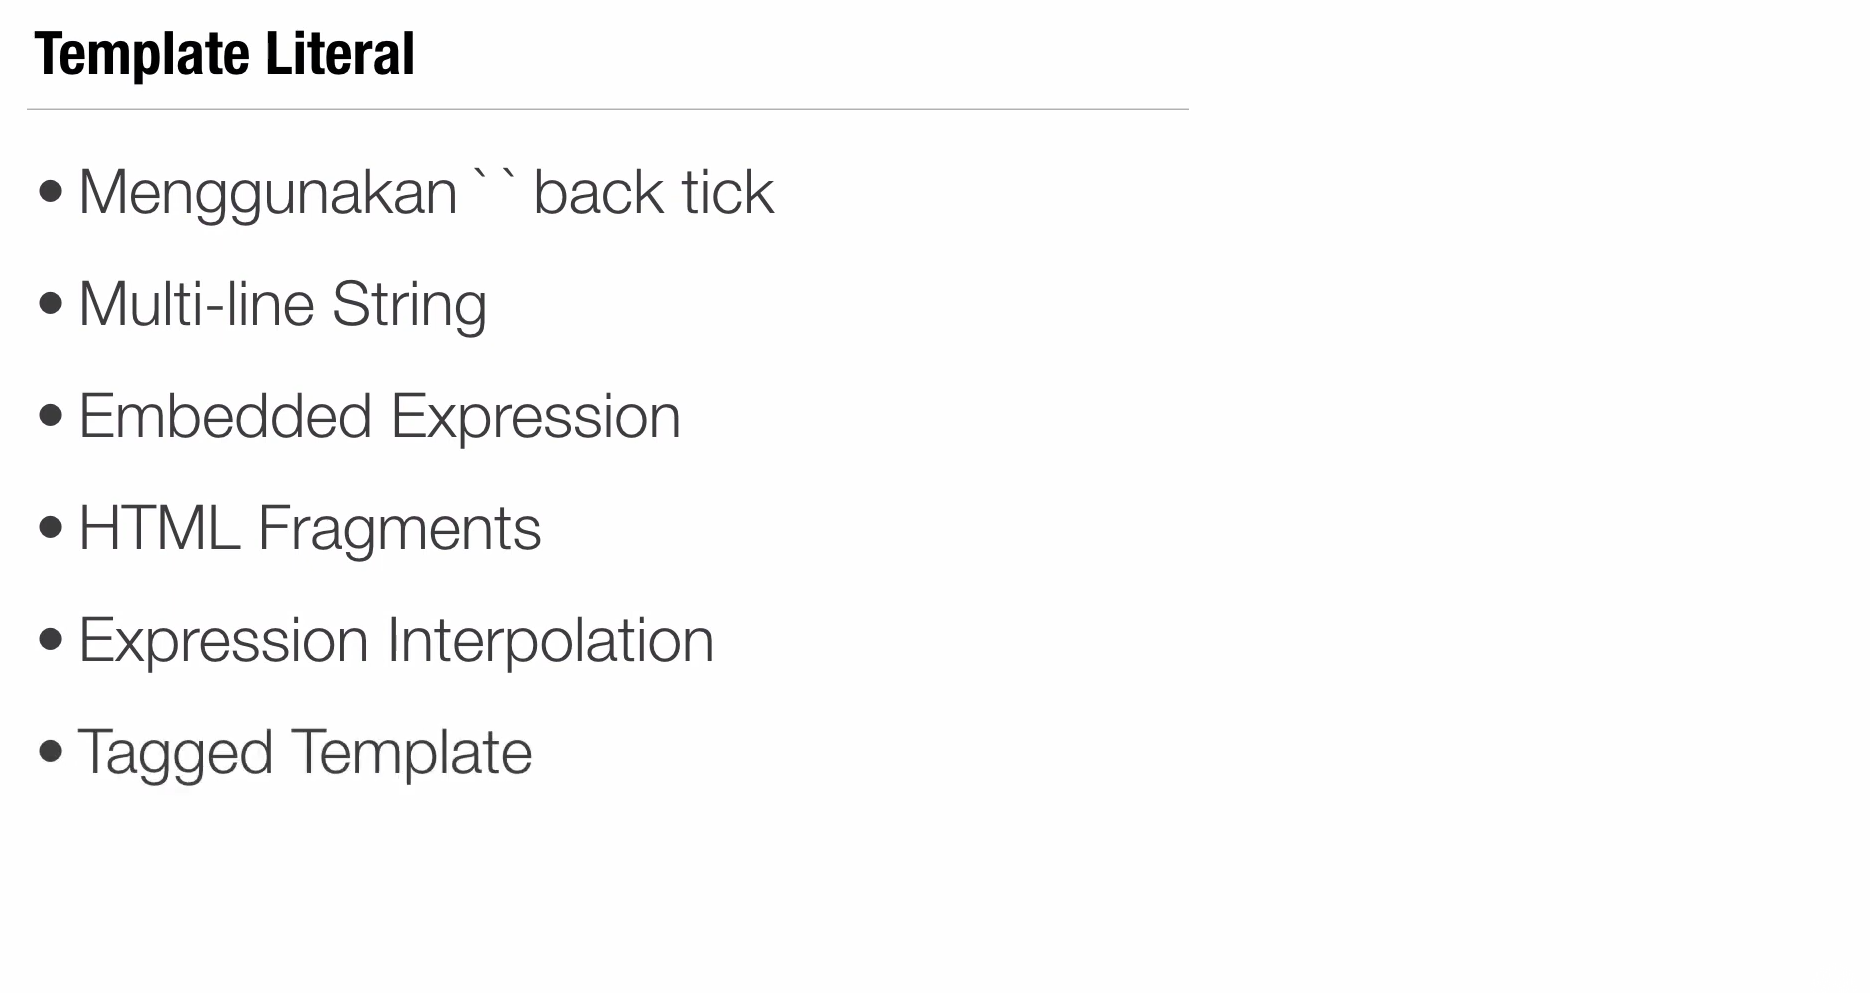 Template Literal
• Menggunakan ` ` back tick
• Multi-line String
• Embedded Expression
• HTML Fragments
• Expression Interpolation
• Tagged Template